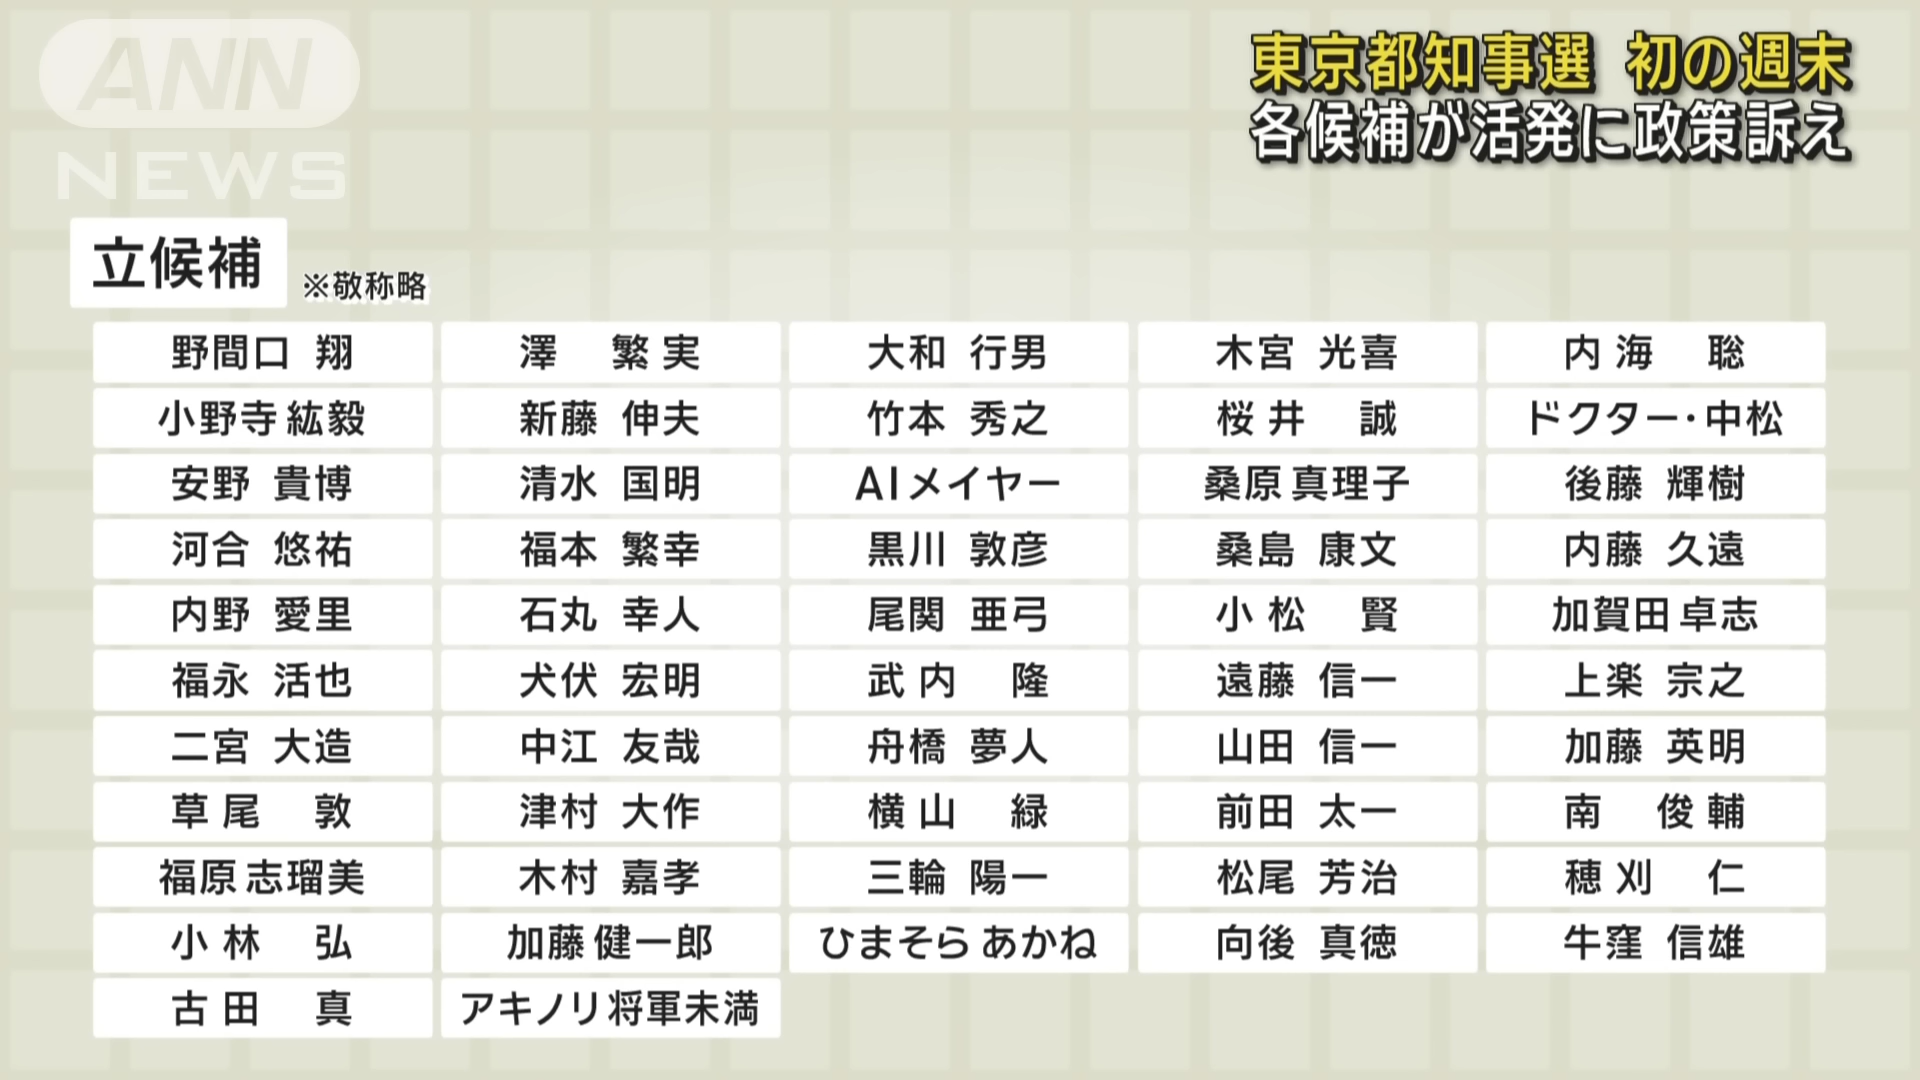 ANN
NEWS
東京都知事選 初の週末
各候補が活発に政策訴え
立候補 ※敬称略
野間口 翔 澤 繁実 大和 行男 木宮 光喜 内海 聡
小野寺 紘毅 新藤 伸夫 竹本 秀之 桜井 誠 ドクター・中松
安野 貴博 清水 国明 AIメイヤー 桑原 真理子 後藤 輝樹
河合 悠祐 福本 繁幸 黒川 敦彦 桑島 康文 内藤 久遠
内野 愛里 石丸 幸人 尾関 亜弓 小松 賢 加賀田 卓志
福永 活也 犬伏 宏明 武内 隆 遠藤 信一 上楽 宗之
二宮 大造 中江 友哉 舟橋 夢人 山田 信一 加藤 英明
草尾 敦 津村 大作 横山 緑 前田 太一 南 俊輔
福原 志瑠美 木村 嘉孝 三輪 陽一 松尾 芳治 穂刈 仁
小林 弘 加藤 健一郎 ひまそら あかね 向後 真徳 牛窪 信雄
古田 真 アキノリ将軍未満